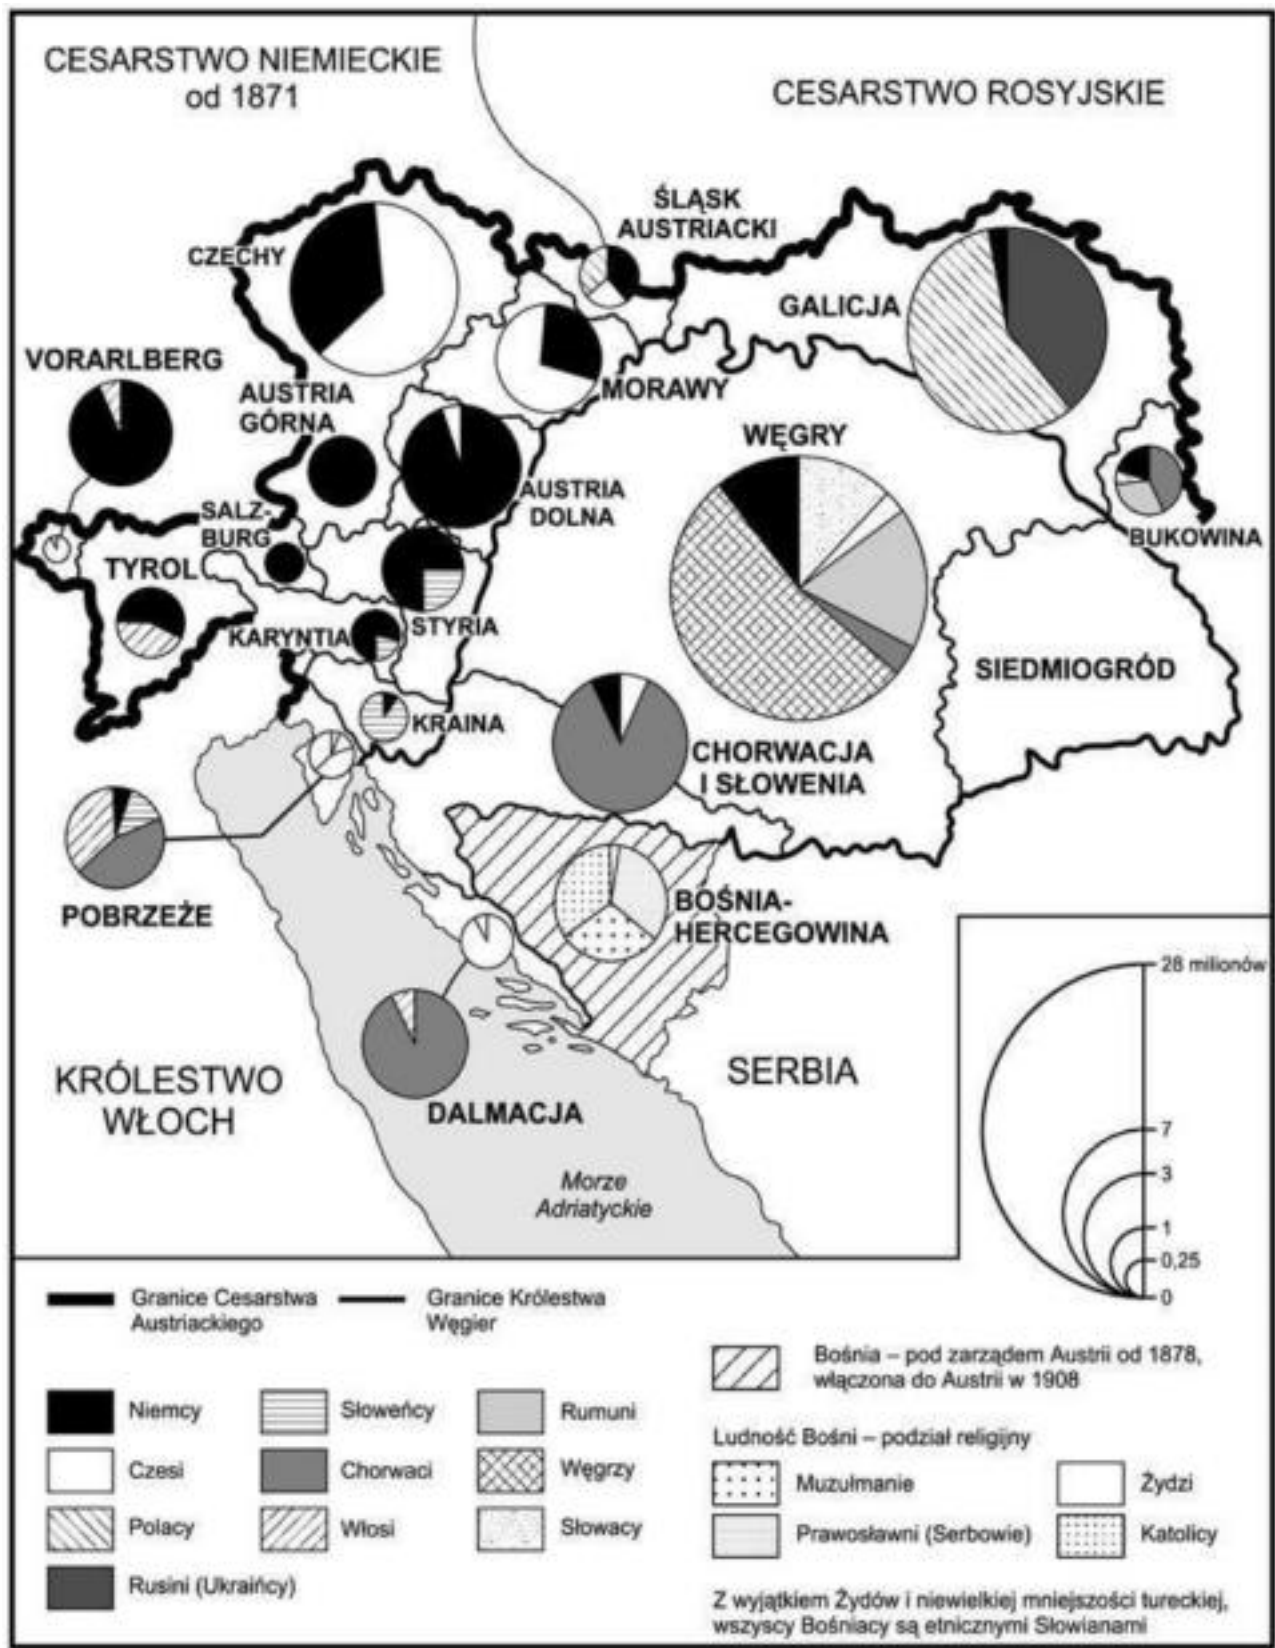 CESARSTWO NIEMIECKIE
od 1871
CESARSTWO ROSYJSKIE
ŚLĄSK
AUSTRIACKI
CZECHY
GALICJA
VORARLBERG
AUSTRIA
GÓRNA
MORAWY
WĘGRY
AUSTRIA
DOLNA
SALZ-
BURG
BUKOWINA
TYROL
KARYNTIA
STYRIA
SIEDMIOGRÓD
KRAINA
CHORWACJA
I SŁOWENIA
POBRZEŻE
BOŚNIA-
HERCEGOWINA
DALMACJA
KRÓLESTWO
WŁOCH
SERBIA
Morze
Adriatyckie
28 milionów
7
3
1
0,25
0
Granice Cesarstwa
Austriackiego
Granice Królestwa
Węgier
Niemcy
Czesi
Polacy
Rusini (Ukraińcy)
Słoweńcy
Chorwaci
Włosi
Rumuni
Węgrzy
Słowacy
Bośnia – pod zarządem Austrii od 1878,
włączona do Austrii w 1908
Ludność Bośni – podział religijny
Muzułmanie
Żydzi
Prawosławni (Serbowie)
Katolicy
Z wyjątkiem Żydów i niewielkiej mniejszości tureckiej,
wszyscy Bośniacy są etnicznymi Słowianami